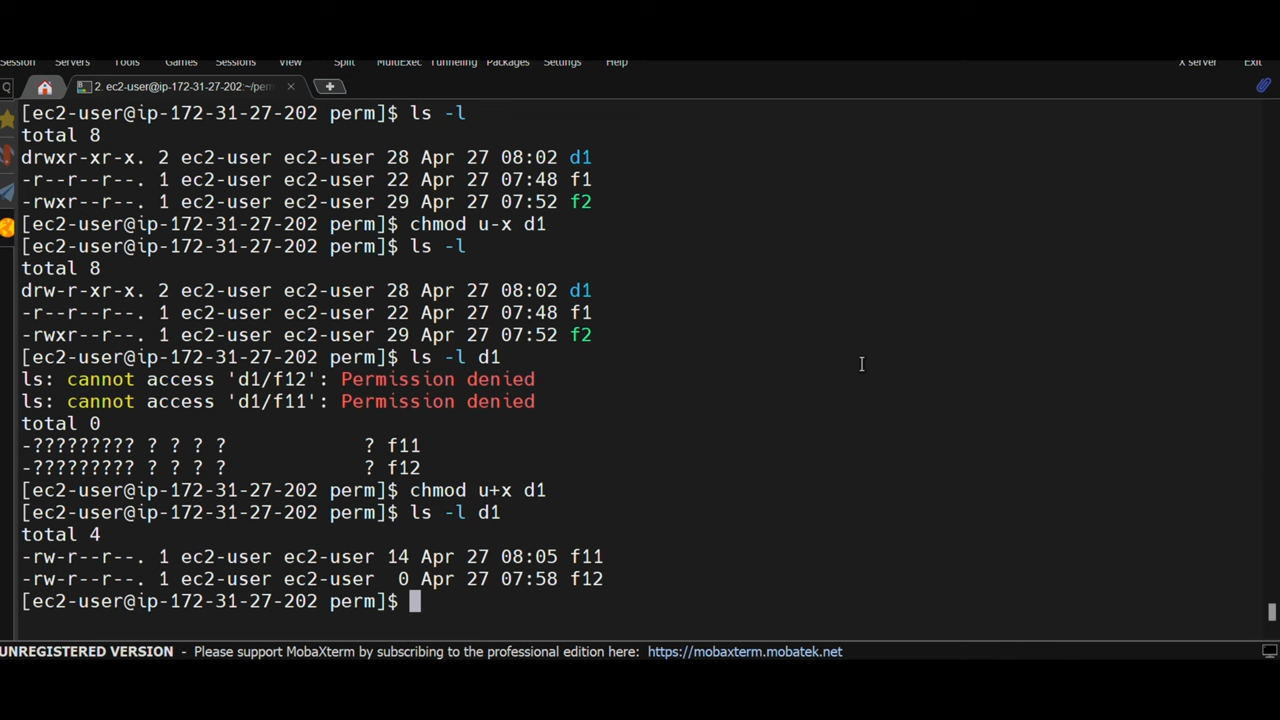 Session Servers Tools Games Sessions View Split MultiExec Tunneling Packages Settings Help X server Exit
2. ec2-user@ip-172-31-27-202:~/perm
[ec2-user@ip-172-31-27-202 perm]$ ls -l
total 8
drwxr-xr-x. 2 ec2-user ec2-user 28 Apr 27 08:02 d1
-r--r--r--. 1 ec2-user ec2-user 22 Apr 27 07:48 f1
-rwxr--r--. 1 ec2-user ec2-user 29 Apr 27 07:52 f2
[ec2-user@ip-172-31-27-202 perm]$ chmod u-x d1
[ec2-user@ip-172-31-27-202 perm]$ ls -l
total 8
drw-r-xr-x. 2 ec2-user ec2-user 28 Apr 27 08:02 d1
-r--r--r--. 1 ec2-user ec2-user 22 Apr 27 07:48 f1
-rwxr--r--. 1 ec2-user ec2-user 29 Apr 27 07:52 f2
[ec2-user@ip-172-31-27-202 perm]$ ls -l d1
ls: cannot access 'd1/f12': Permission denied
ls: cannot access 'd1/f11': Permission denied
total 0
-????????? ? ? ? ?             ? f11
-????????? ? ? ? ?             ? f12
[ec2-user@ip-172-31-27-202 perm]$ chmod u+x d1
[ec2-user@ip-172-31-27-202 perm]$ ls -l d1
total 4
-rw-r--r--. 1 ec2-user ec2-user 14 Apr 27 08:05 f11
-rw-r--r--. 1 ec2-user ec2-user  0 Apr 27 07:58 f12
[ec2-user@ip-172-31-27-202 perm]$
UNREGISTERED VERSION - Please support MobaXterm by subscribing to the professional edition here: https://mobaxterm.mobatek.net